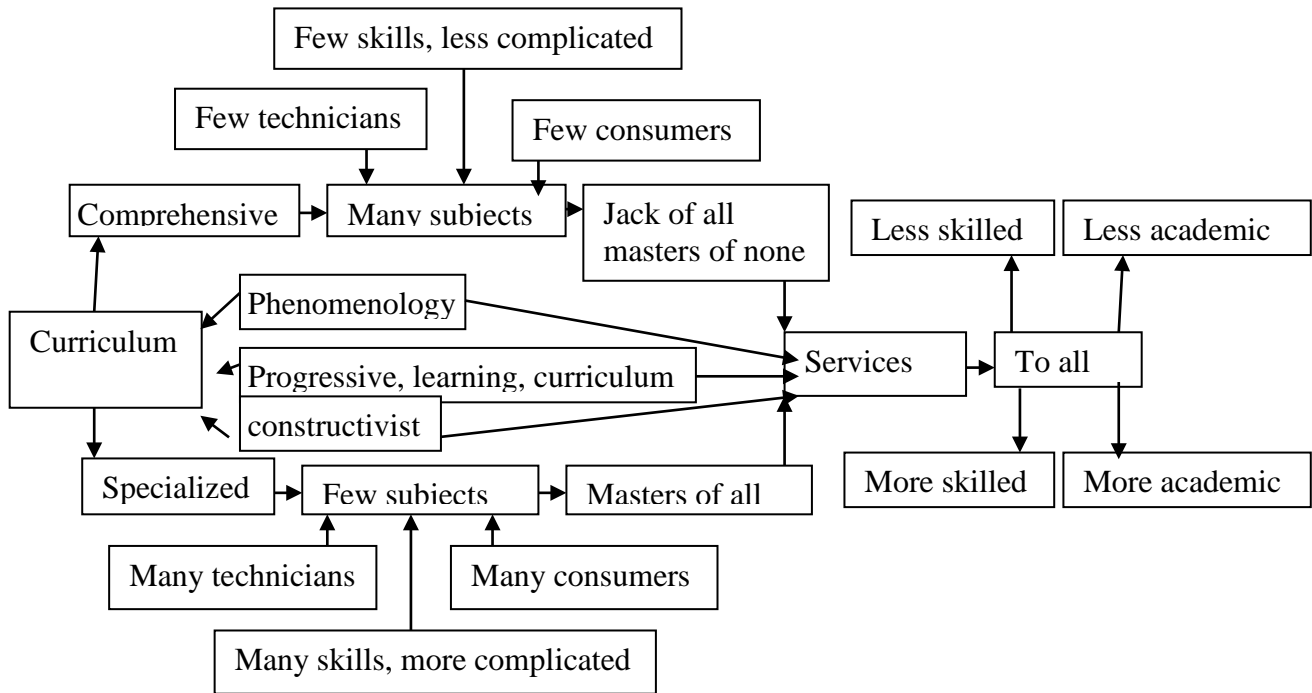 Few skills, less complicated
Few technicians
Few consumers
Comprehensive
Many subjects
Jack of all
masters of none
Less skilled
Less academic
Phenomenology
Curriculum
Progressive, learning, curriculum
Services
To all
constructivist
Specialized
Few subjects
Masters of all
More skilled
More academic
Many technicians
Many consumers
Many skills, more complicated